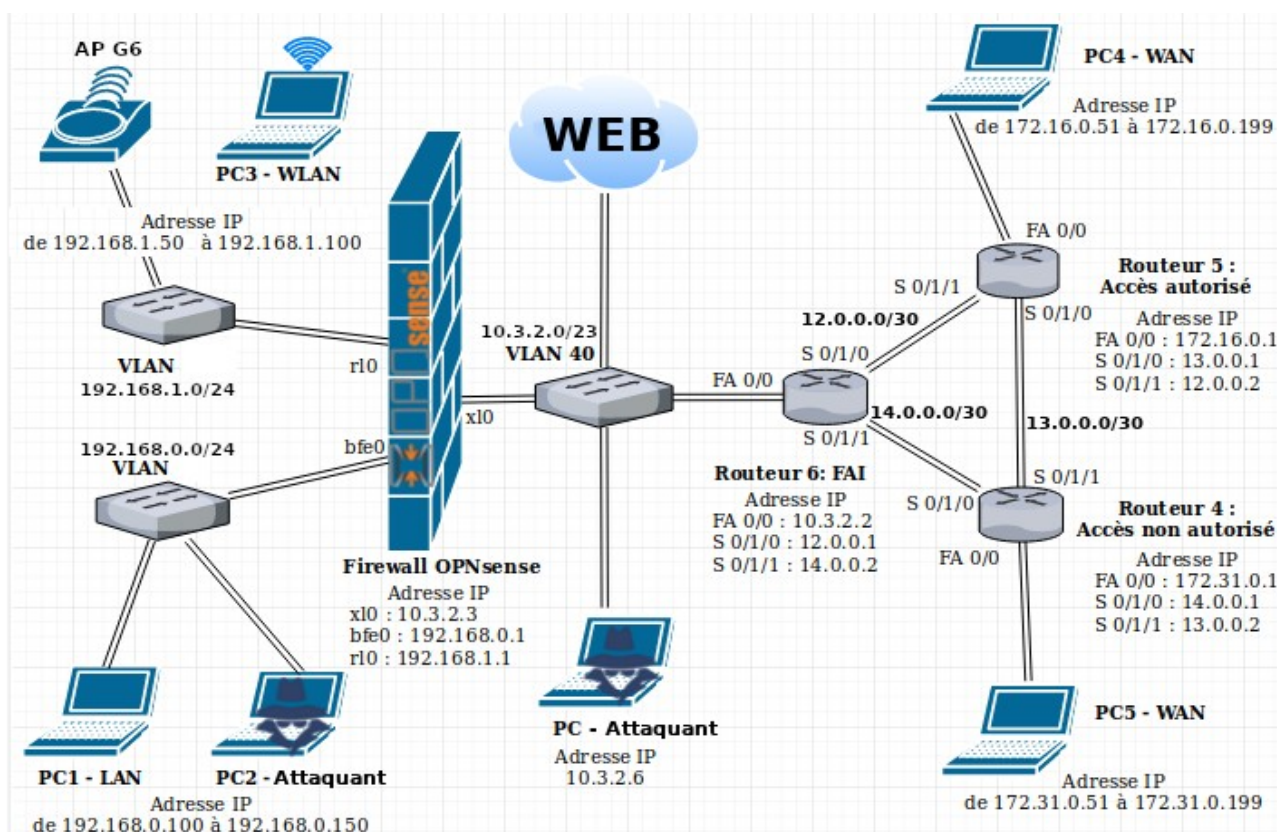 AP G6
PC3 - WLAN
Adresse IP
de 192.168.1.50 à 192.168.1.100
VLAN
192.168.1.0/24
rl0
192.168.0.0/24
VLAN
bfe0
OPNsense
xl0
Firewall OPNsense
Adresse IP
xl0 : 10.3.2.3
bfe0 : 192.168.0.1
rl0 : 192.168.1.1
PC1 - LAN
PC2 - Attaquant
Adresse IP
de 192.168.0.100 à 192.168.0.150
WEB
10.3.2.0/23
VLAN 40
PC - Attaquant
Adresse IP
10.3.2.6
FA 0/0
S 0/1/0
S 0/1/1
12.0.0.0/30
14.0.0.0/30
Routeur 6: FAI
Adresse IP
FA 0/0 : 10.3.2.2
S 0/1/0 : 12.0.0.1
S 0/1/1 : 14.0.0.2
PC4 - WAN
Adresse IP
de 172.16.0.51 à 172.16.0.199
FA 0/0
S 0/1/1
S 0/1/0
Routeur 5 :
Accès autorisé
Adresse IP
FA 0/0 : 172.16.0.1
S 0/1/0 : 13.0.0.1
S 0/1/1 : 12.0.0.2
13.0.0.0/30
S 0/1/1
S 0/1/0
FA 0/0
Routeur 4 :
Accès non autorisé
Adresse IP
FA 0/0 : 172.31.0.1
S 0/1/0 : 14.0.0.1
S 0/1/1 : 13.0.0.2
PC5 - WAN
Adresse IP
de 172.31.0.51 à 172.31.0.199